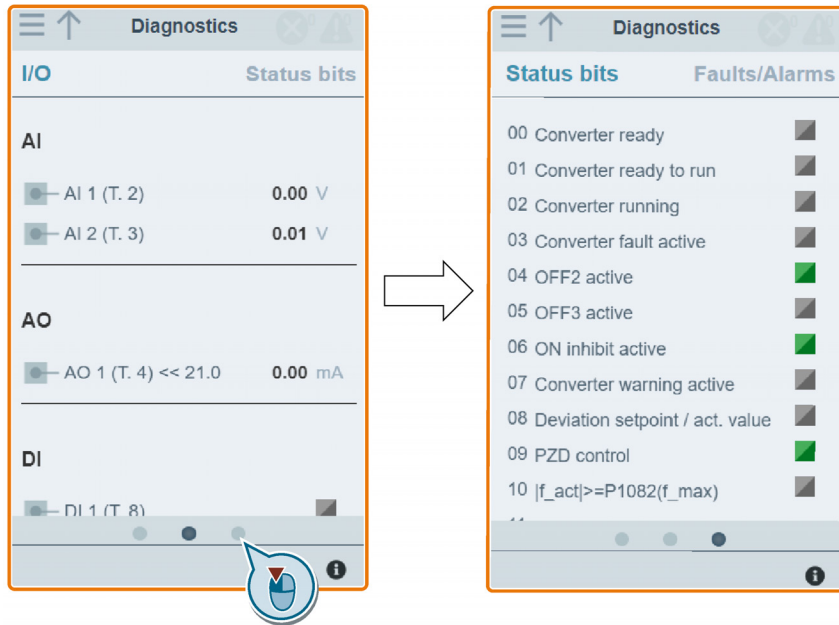 Diagnostics
I/O Status bits
AI
AI 1 (T. 2) 0.00 V
AI 2 (T. 3) 0.01 V
AO
AO 1 (T. 4) << 21.0 0.00 mA
DI
DI 1 (T. 8)
Diagnostics
Status bits Faults/Alarms
00 Converter ready
01 Converter ready to run
02 Converter running
03 Converter fault active
04 OFF2 active
05 OFF3 active
06 ON inhibit active
07 Converter warning active
08 Deviation setpoint / act. value
09 PZD control
10 |f_act|>=P1082(f_max)